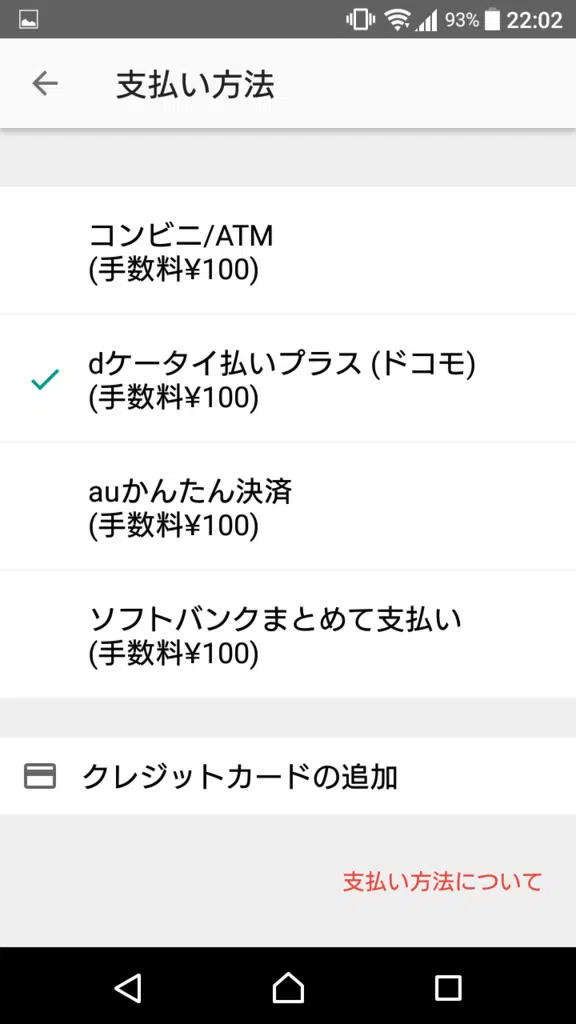 93% 22:02
支払い方法
コンビニ/ATM
(手数料¥100)
dケータイ払いプラス (ドコモ)
(手数料¥100)
auかんたん決済
(手数料¥100)
ソフトバンクまとめて支払い
(手数料¥100)
クレジットカードの追加
支払い方法について